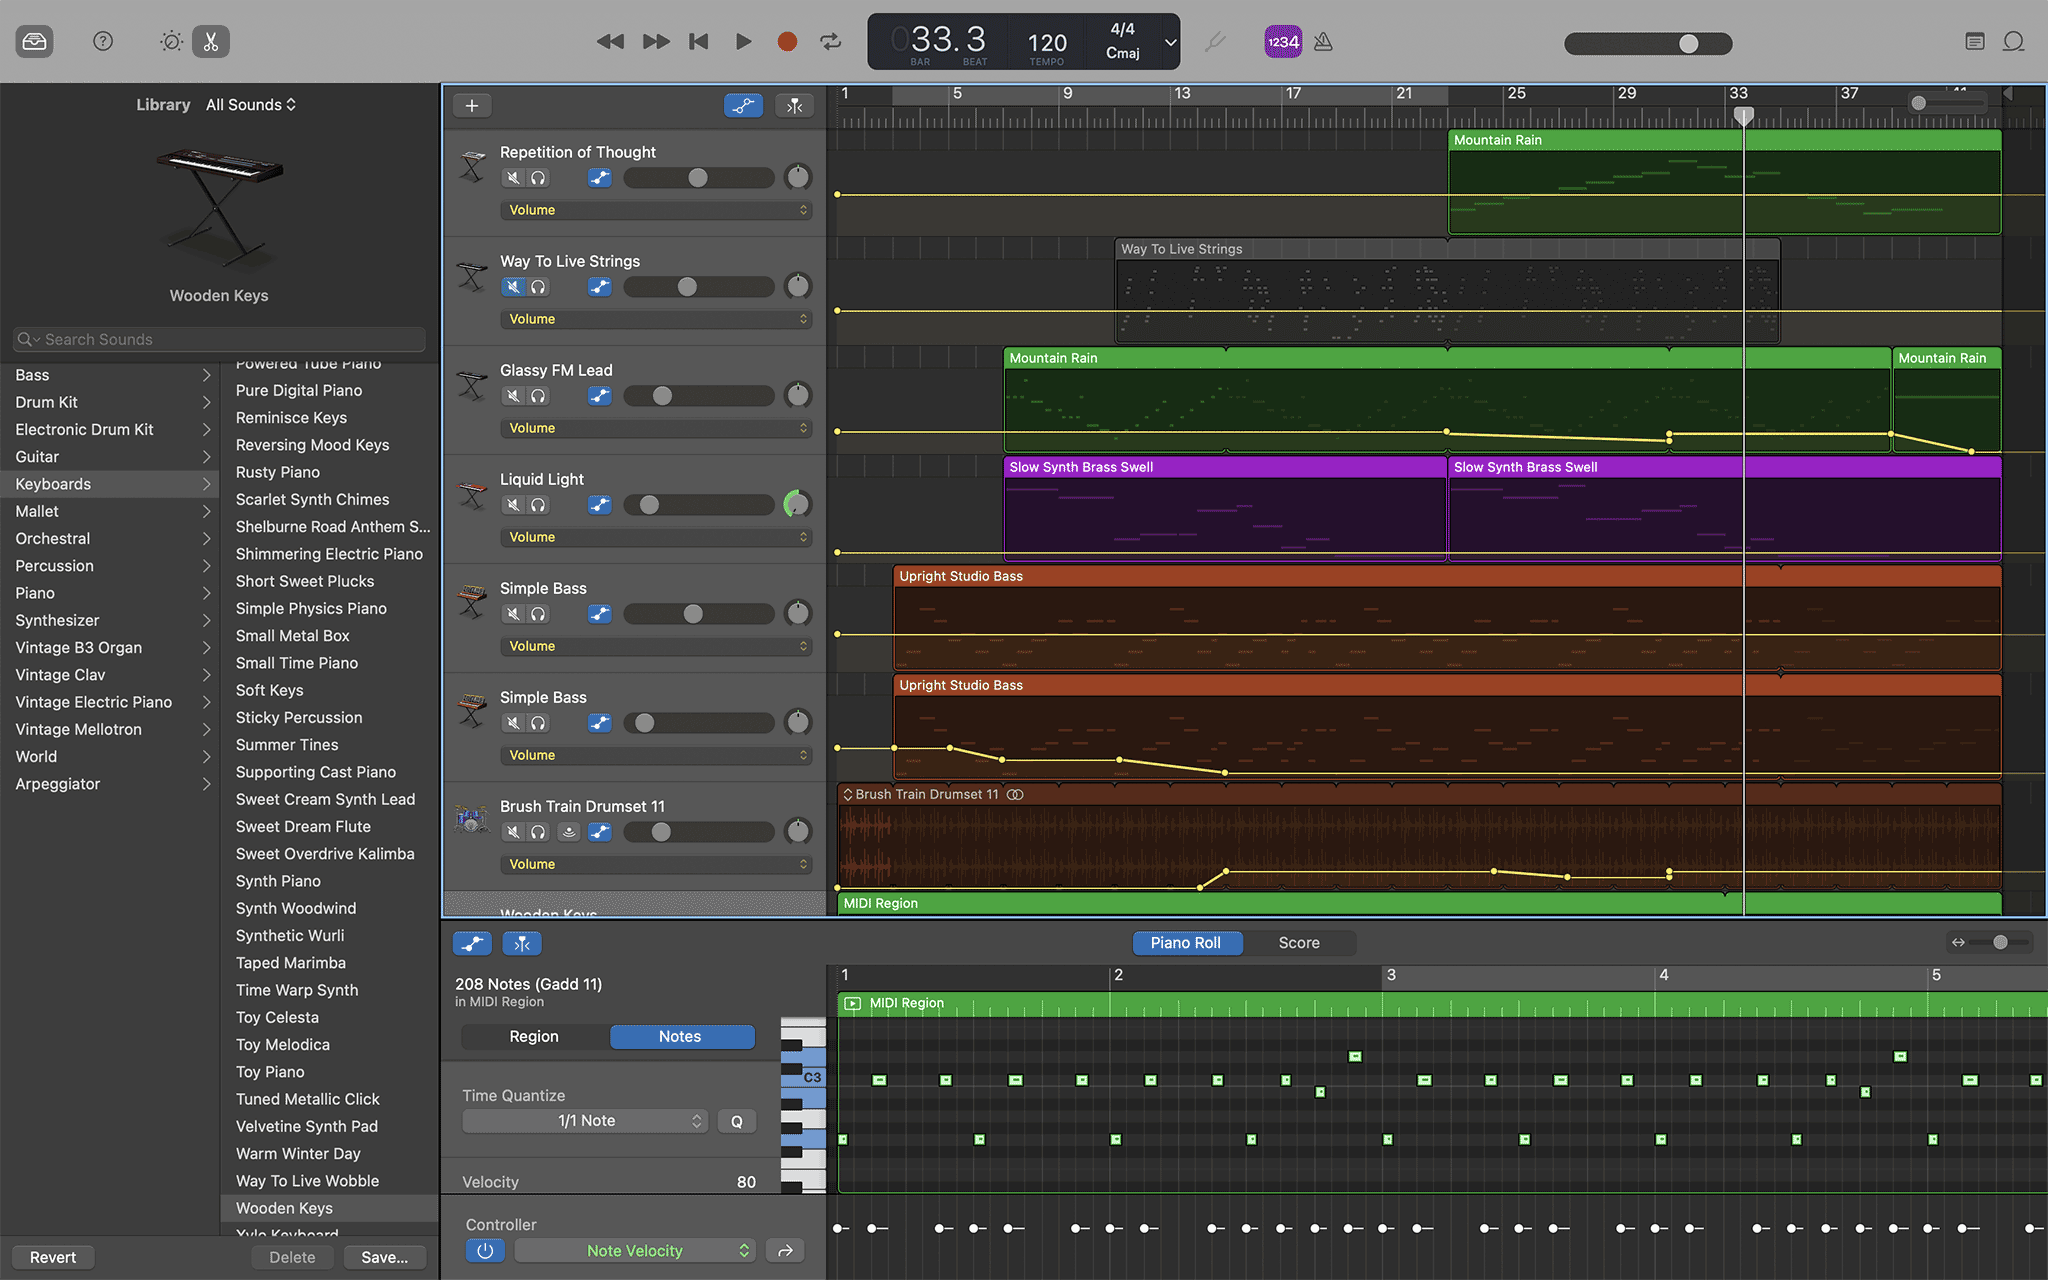 033. 3
BAR BEAT
120
TEMPO
4/4
Cmaj
1234
Library All Sounds
Wooden Keys
Search Sounds
Bass
Drum Kit
Electronic Drum Kit
Guitar
Keyboards
Mallet
Orchestral
Percussion
Piano
Synthesizer
Vintage B3 Organ
Vintage Clav
Vintage Electric Piano
Vintage Mellotron
World
Arpeggiator
Powered Tube Piano
Pure Digital Piano
Reminisce Keys
Reversing Mood Keys
Rusty Piano
Scarlet Synth Chimes
Shelburne Road Anthem S...
Shimmering Electric Piano
Short Sweet Plucks
Simple Physics Piano
Small Metal Box
Small Time Piano
Soft Keys
Sticky Percussion
Summer Tines
Supporting Cast Piano
Sweet Cream Synth Lead
Sweet Dream Flute
Sweet Overdrive Kalimba
Synth Piano
Synth Woodwind
Synthetic Wurli
Taped Marimba
Time Warp Synth
Toy Celesta
Toy Melodica
Toy Piano
Tuned Metallic Click
Velvetine Synth Pad
Warm Winter Day
Way To Live Wobble
Wooden Keys
Xyle Keyboard
Revert Delete Save...
1 5 9 13 17 21 25 29 33 37 41
Repetition of Thought
Volume
Mountain Rain
Way To Live Strings
Volume
Way To Live Strings
Glassy FM Lead
Volume
Mountain Rain Mountain Rain
Liquid Light
Volume
Slow Synth Brass Swell Slow Synth Brass Swell
Simple Bass
Volume
Upright Studio Bass
Simple Bass
Volume
Upright Studio Bass
Brush Train Drumset 11
Volume
Brush Train Drumset 11
Wooden Keys
MIDI Region
Piano Roll Score
208 Notes (Gadd 11)
in MIDI Region
Region Notes
Time Quantize
1/1 Note Q
Velocity 80
Controller
Note Velocity
C3
1 2 3 4 5
MIDI Region